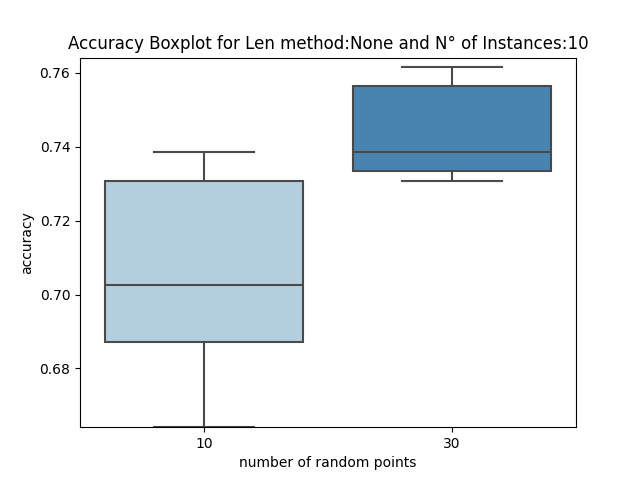 Accuracy Boxplot for Len method:None and N° of Instances:10
0.76
0.74
0.72
0.70
0.68
accuracy
10
30
number of random points